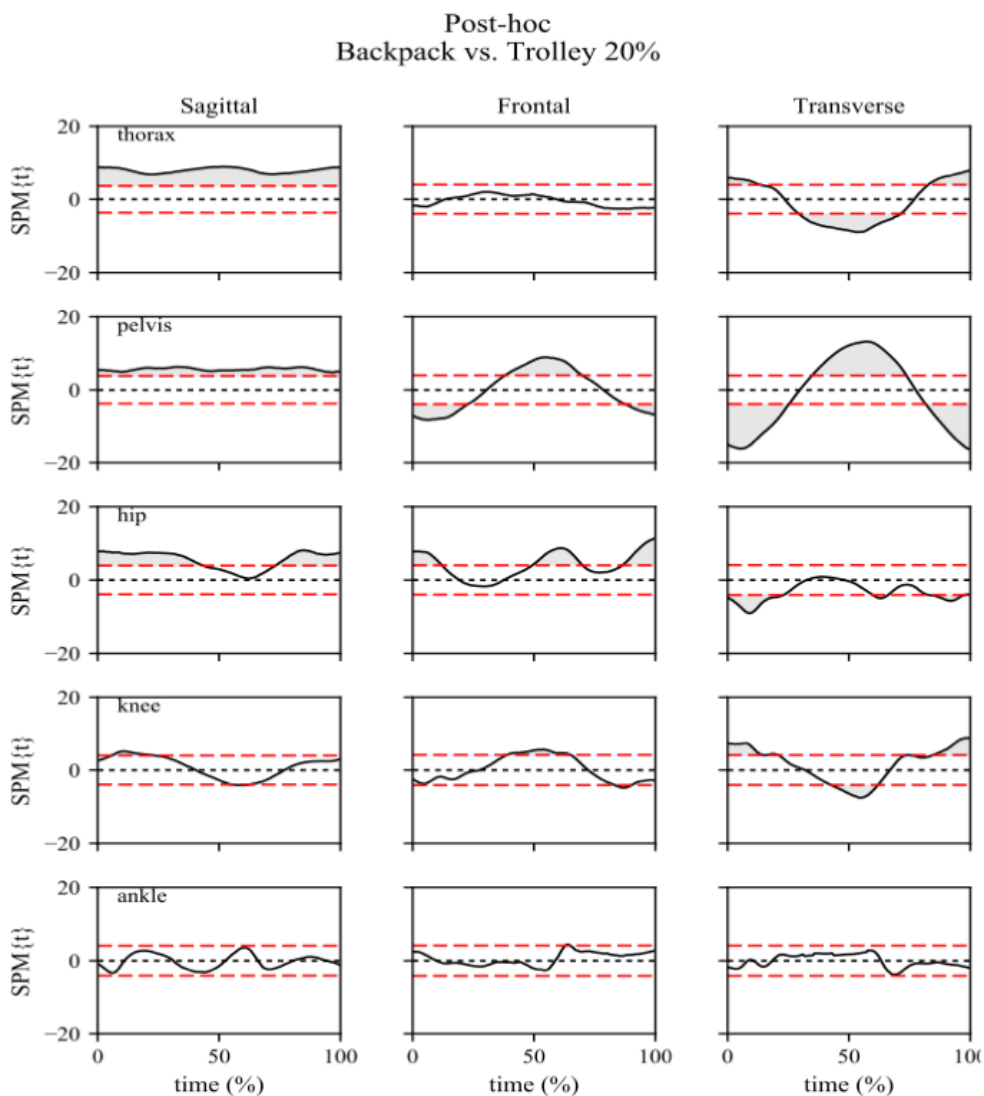 Post-hoc
Backpack vs. Trolley 20%
Sagittal Frontal Transverse
thorax
20
0
−20
SPM{t}
pelvis
20
0
−20
SPM{t}
hip
20
0
−20
SPM{t}
knee
20
0
−20
SPM{t}
ankle
20
0
−20
SPM{t}
0 50 100 0 50 100 0 50 100
time (%) time (%) time (%)